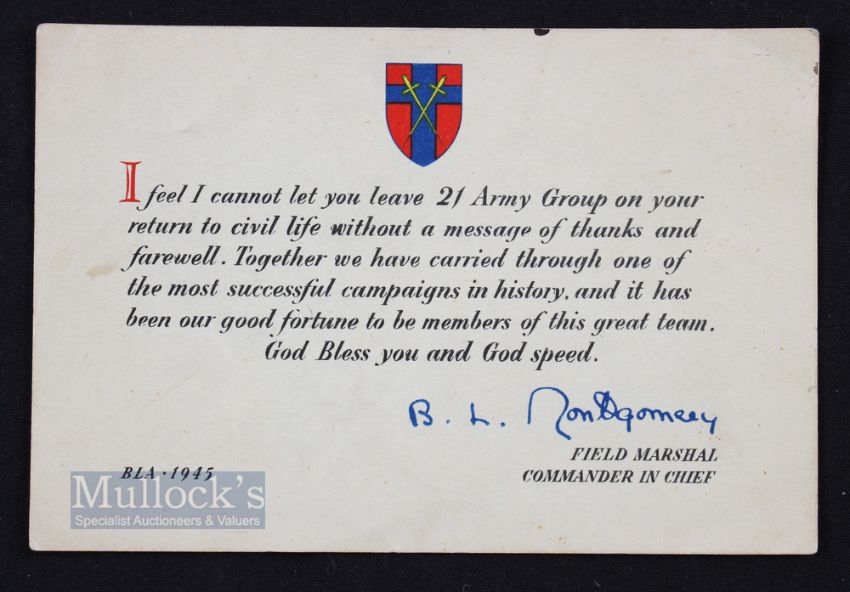 I feel I cannot let you leave 21 Army Group on your
return to civil life without a message of thanks and
farewell. Together we have carried through one of
the most successful campaigns in history, and it has
been our good fortune to be members of this great team.
God Bless you and God speed.
B. L. Montgomery
FIELD MARSHAL
COMMANDER IN CHIEF
BLA · 1945
Mullock's
Specialist Auctioneers & Valuers